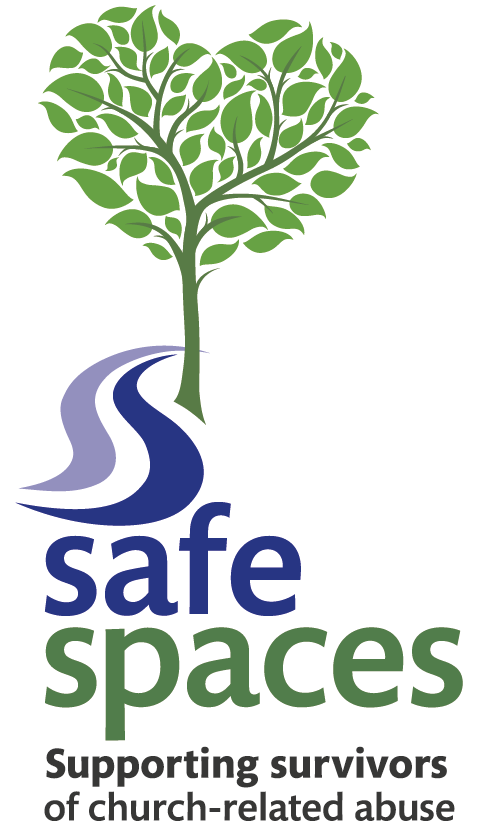 safe
spaces
Supporting survivors
of church-related abuse